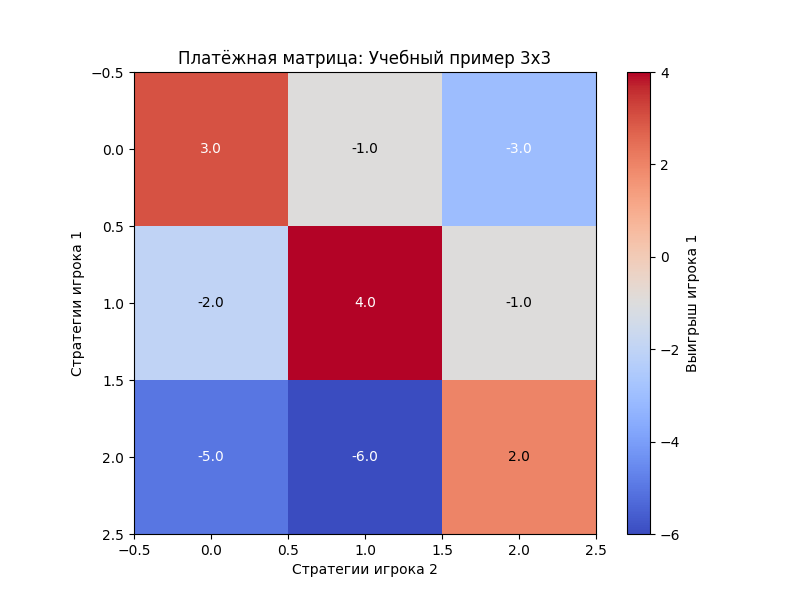 Платёжная матрица: Учебный пример 3x3
−0.5
0.0
0.5
1.0
1.5
2.0
2.5
Стратегии игрока 1
3.0 -1.0 -3.0
-2.0 4.0 -1.0
-5.0 -6.0 2.0
−0.5 0.0 0.5 1.0 1.5 2.0 2.5
Стратегии игрока 2
4
2
0
−2
−4
−6
Выигрыш игрока 1